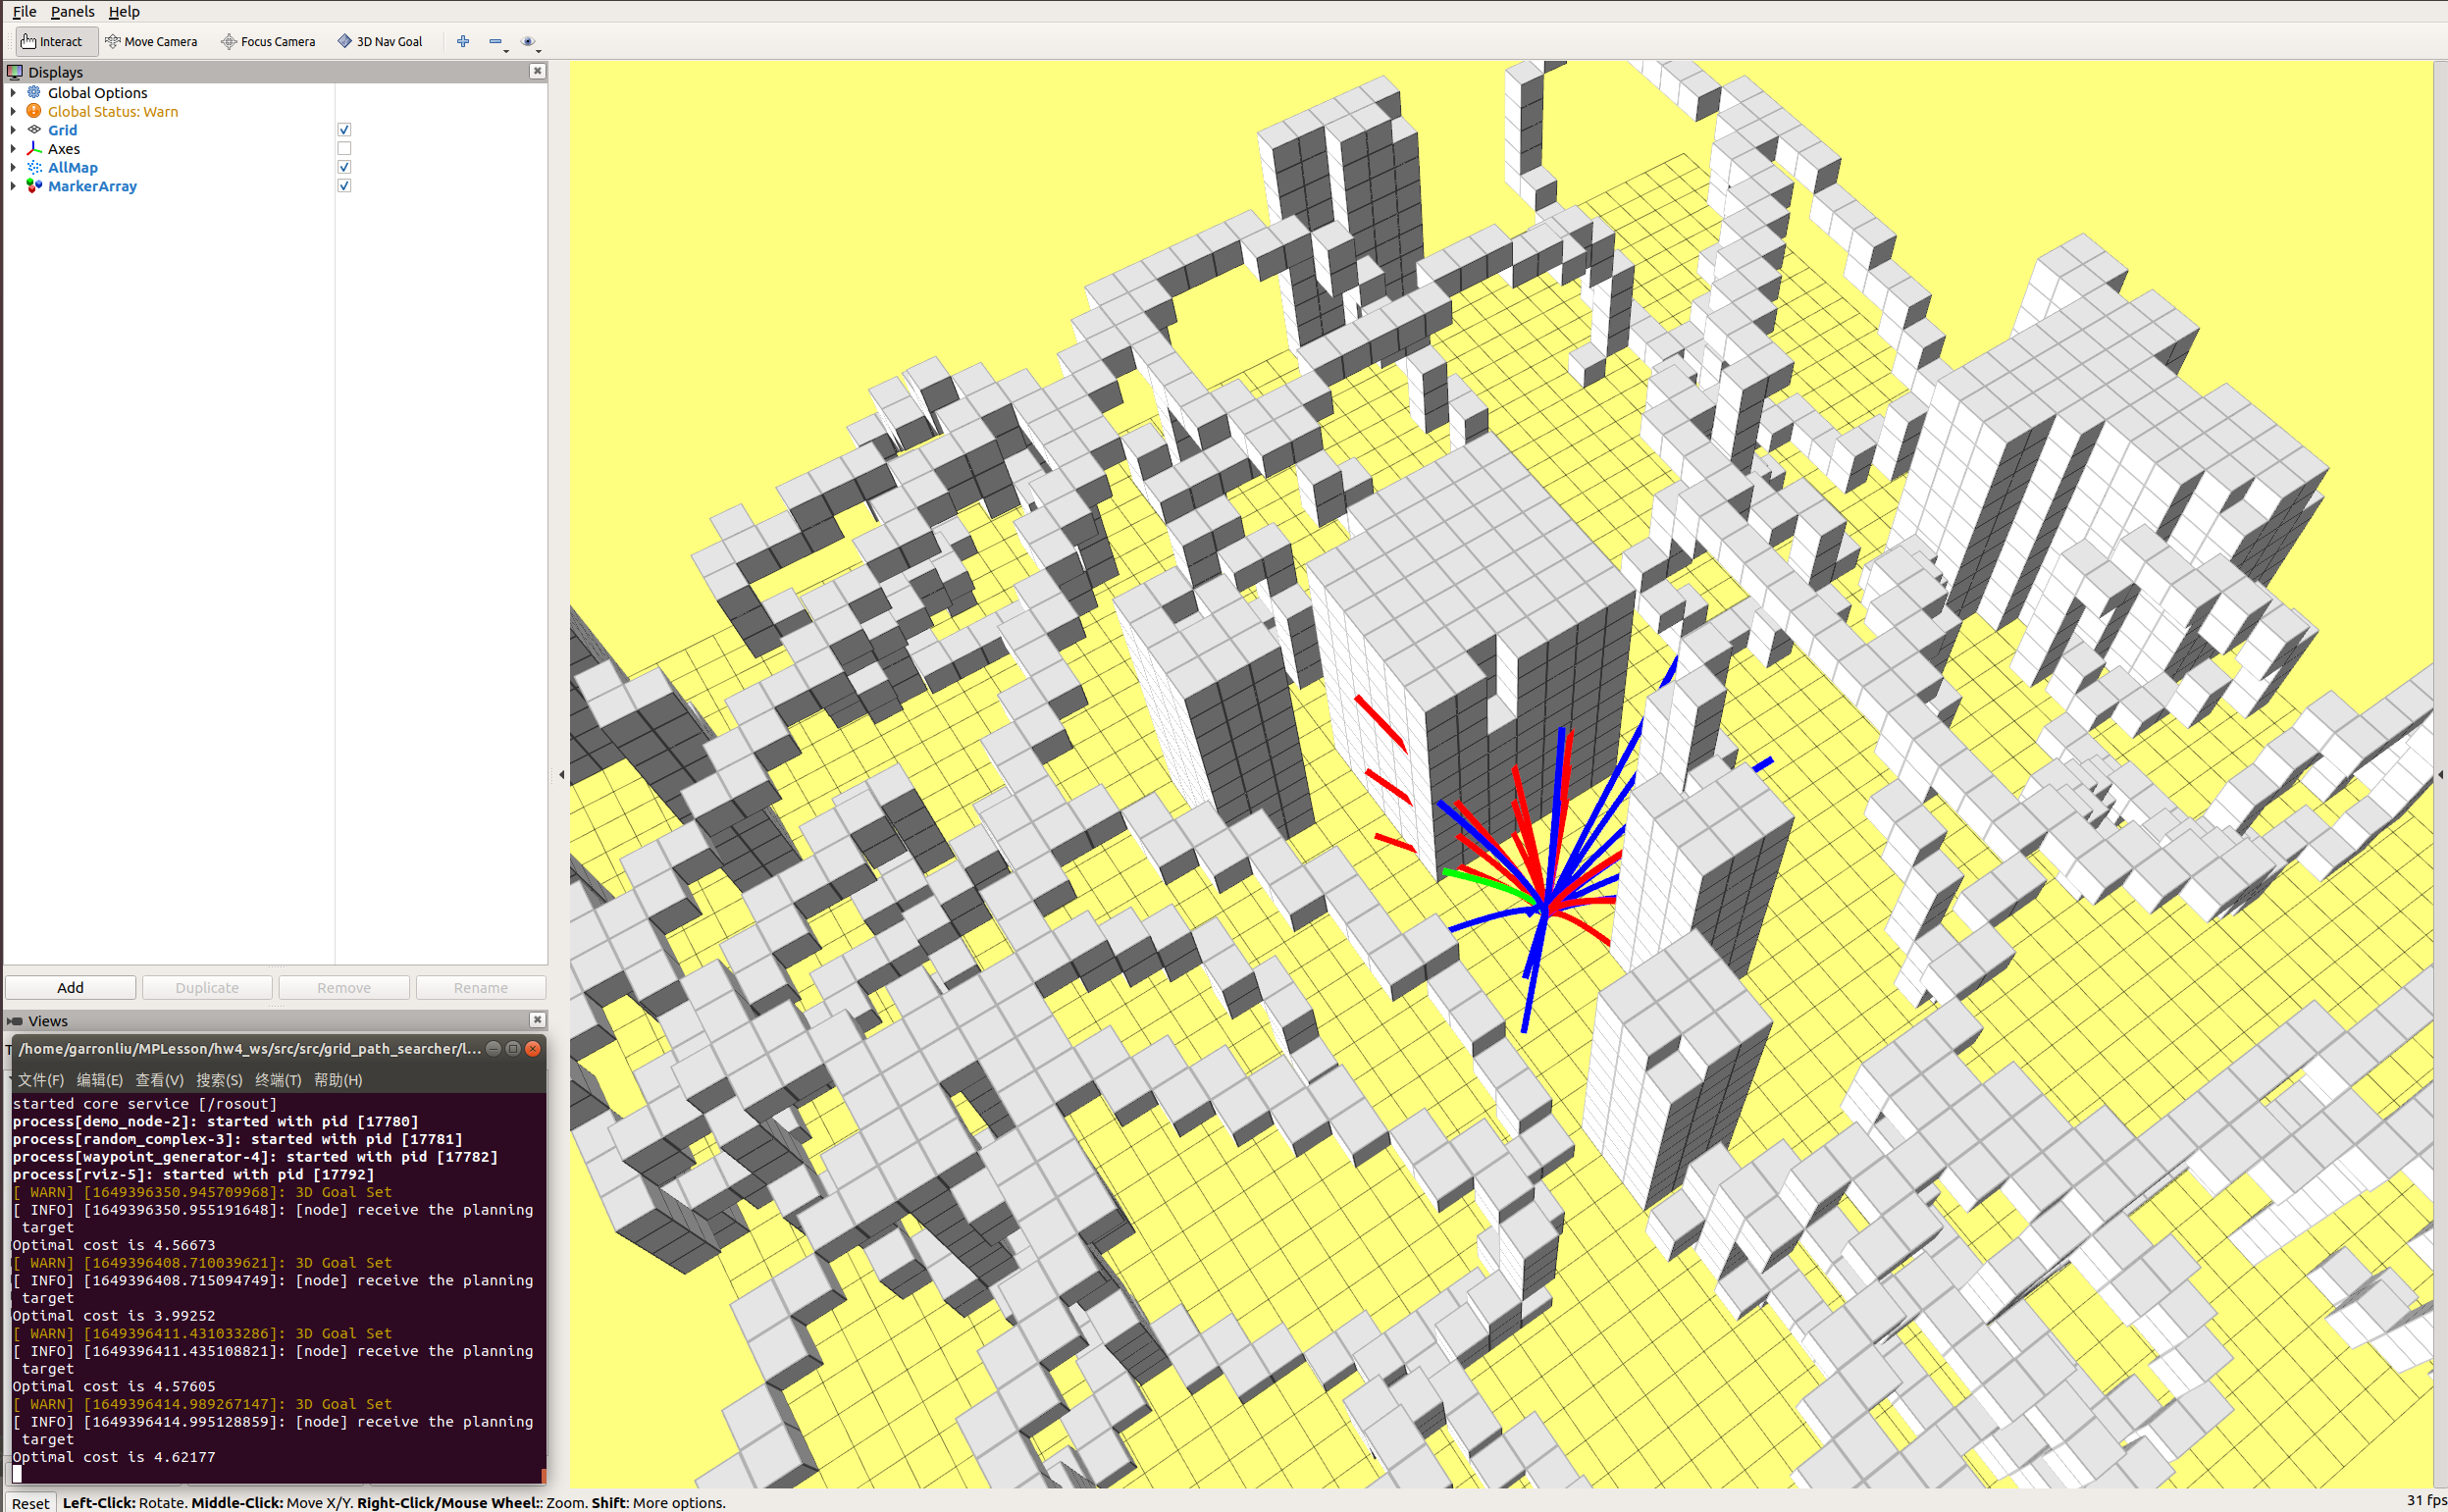 File Panels Help
Interact Move Camera Focus Camera 3D Nav Goal
Displays
Global Options
Global Status: Warn
Grid
Axes
AllMap
MarkerArray
Add Duplicate Remove Rename
Views
/home/garronliu/MPLesson/hw4_ws/src/src/grid_path_searcher/l...
文件(F) 编辑(E) 查看(V) 搜索(S) 终端(T) 帮助(H)
started core service [/rosout]
process[demo_node-2]: started with pid [17780]
process[random_complex-3]: started with pid [17781]
process[waypoint_generator-4]: started with pid [17782]
process[rviz-5]: started with pid [17792]
[ WARN] [1649396350.945709968]: 3D Goal Set
[ INFO] [1649396350.955191648]: [node] receive the planning
target
Optimal cost is 4.56673
[ WARN] [1649396408.710039621]: 3D Goal Set
[ INFO] [1649396408.715094749]: [node] receive the planning
target
Optimal cost is 3.99252
[ WARN] [1649396411.431033286]: 3D Goal Set
[ INFO] [1649396411.435108821]: [node] receive the planning
target
Optimal cost is 4.57605
[ WARN] [1649396414.989267147]: 3D Goal Set
[ INFO] [1649396414.995128859]: [node] receive the planning
target
Optimal cost is 4.62177
Reset Left-Click: Rotate. Middle-Click: Move X/Y. Right-Click/Mouse Wheel:: Zoom. Shift: More options.
31 fps